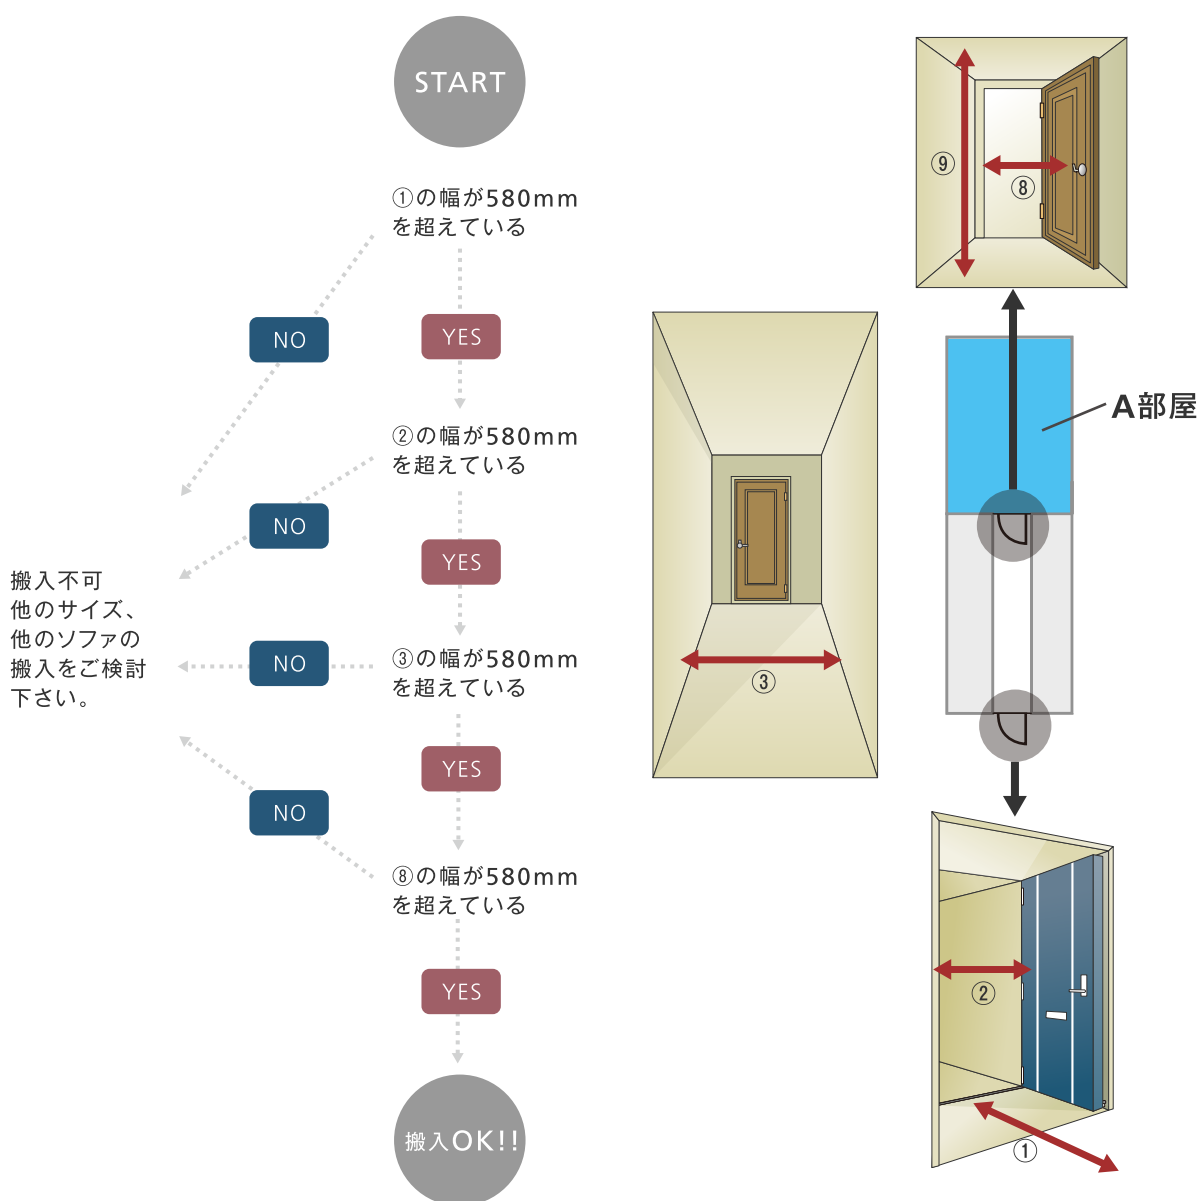 START
①の幅が580mm
を超えている
NO
YES
②の幅が580mm
を超えている
NO
YES
搬入不可
他のサイズ、
他のソファの
搬入をご検討
下さい。
③の幅が580mm
を超えている
NO
YES
⑧の幅が580mm
を超えている
NO
YES
搬入OK!!
③
⑨
⑧
A部屋
②
①